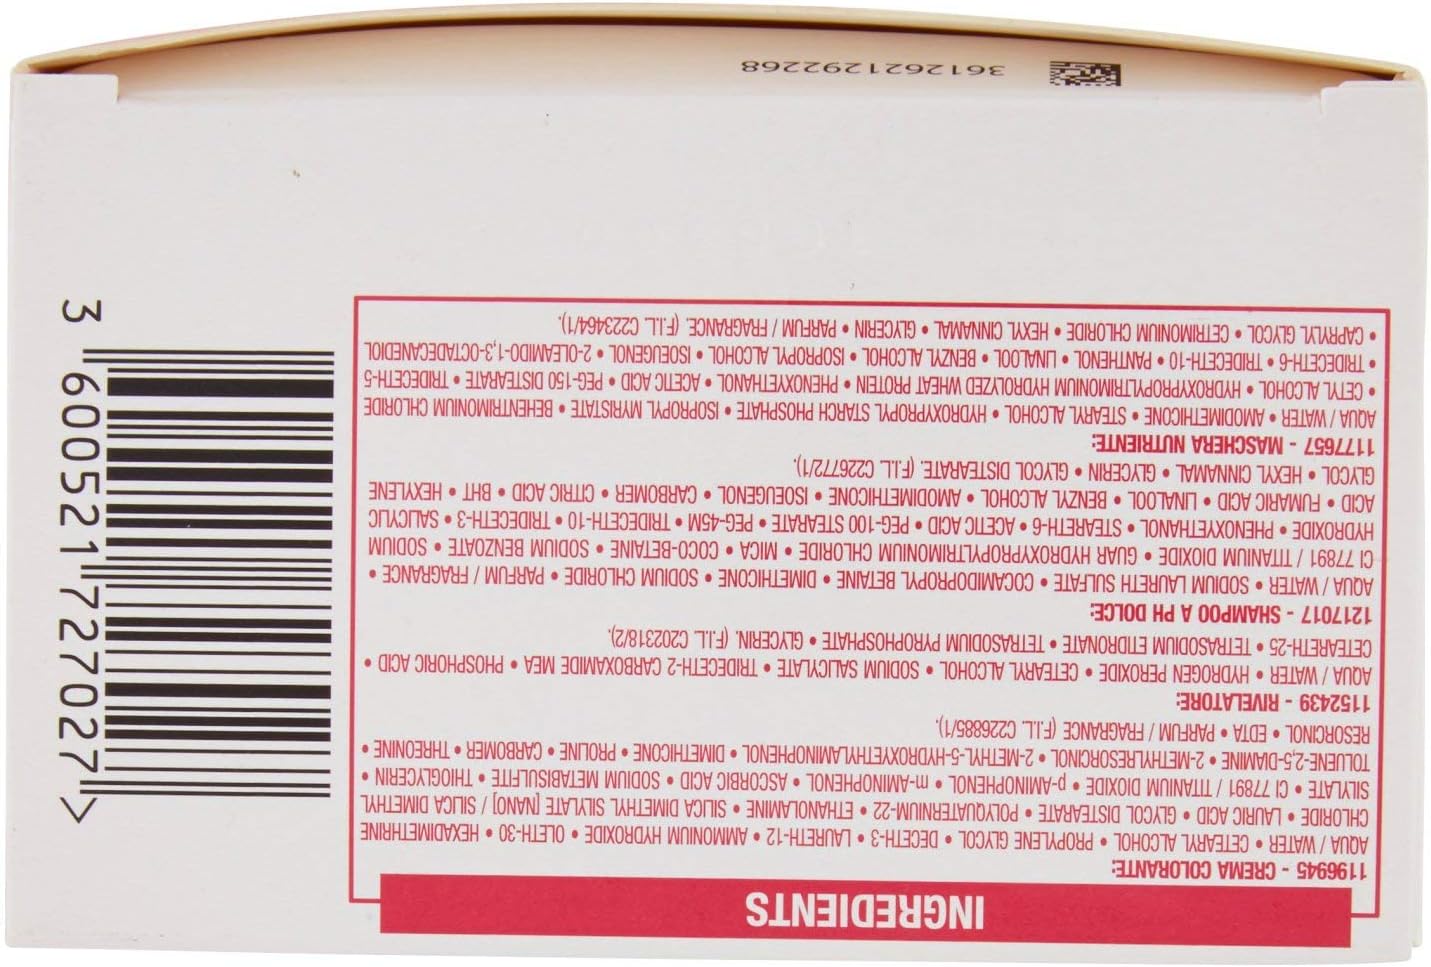 INGREDIENTS
1196945 - CREMA COLORANTE:
AQUA / WATER • CETEARYL ALCOHOL • PROPYLENE GLYCOL • DECETH-3 • LAURETH-12 • AMMONIUM HYDROXIDE • OLETH-30 • HEXADIMETHRINE
CHLORIDE • LAURIC ACID • GLYCOL DISTEARATE • POLYQUATERNIUM-22 • ETHANOLAMINE • SILICA DIMETHYL SILYLATE [NANO] / SILICA DIMETHYL
SILYLATE • CI 77891 / TITANIUM DIOXIDE • p-AMINOPHENOL • m-AMINOPHENOL • ASCORBIC ACID • SODIUM METABISULFITE • THIOGLYCERIN •
TOLUENE-2,5-DIAMINE • 2-METHYLRESORCINOL • 2-METHYL-5-HYDROXYETHYLAMINOPHENOL • DIMETHICONE • PROLINE • CARBOMER • THREONINE •
RESORCINOL • EDTA • PARFUM / FRAGRANCE (F.I.L. C226885/1).
1152439 - RIVELATORE:
AQUA / WATER • HYDROGEN PEROXIDE • CETEARYL ALCOHOL • SODIUM SALICYLATE • TRIDECETH-2 CARBOXAMIDE MEA • PHOSPHORIC ACID •
CETEARETH-25 • TETRASODIUM ETIDRONATE • TETRASODIUM PYROPHOSPHATE • GLYCERIN. (F.I.L. C202318/2).
1217017 - SHAMPOO A PH DOLCE:
AQUA / WATER • SODIUM LAURETH SULFATE • COCAMIDOPROPYL BETAINE • DIMETHICONE • SODIUM CHLORIDE • PARFUM / FRAGRANCE •
CI 77891 / TITANIUM DIOXIDE • GUAR HYDROXYPROPYLTRIMONIUM CHLORIDE • MICA • COCO-BETAINE • SODIUM BENZOATE • SODIUM
HYDROXIDE • PHENOXYETHANOL • STEARETH-6 • ACETIC ACID • PEG-100 STEARATE • PEG-45M • TRIDECETH-10 • TRIDECETH-3 • SALICYLIC
ACID • FUMARIC ACID • LINALOOL • BENZYL ALCOHOL • AMODIMETHICONE • ISOEUGENOL • CARBOMER • CITRIC ACID • BHT • HEXYLENE
GLYCOL • HEXYL CINNAMAL • GLYCERIN • GLYCOL DISTEARATE. (F.I.L. C226772/1).
1177657 - MASCHERA NUTRIENTE:
AQUA / WATER • AMODIMETHICONE • STEARYL ALCOHOL • HYDROXYPROPYL STARCH PHOSPHATE • ISOPROPYL MYRISTATE • BEHENTRIMONIUM CHLORIDE
• CETYL ALCOHOL • HYDROXYPROPYLTRIMONIUM HYDROLYZED WHEAT PROTEIN • PHENOXYETHANOL • ACETIC ACID • PEG-150 DISTEARATE • TRIDECETH-5
• TRIDECETH-6 • TRIDECETH-10 • PANTHENOL • LINALOOL • BENZYL ALCOHOL • ISOPROPYL ALCOHOL • ISOEUGENOL • 2-OLEAMIDO-1,3-OCTADECANEDIOL
• CAPRYLYL GLYCOL • CETRIMONIUM CHLORIDE • HEXYL CINNAMAL • GLYCERIN • PARFUM / FRAGRANCE. (F.I.L. C223464/1).
3 600521 727027 >
3612621292268